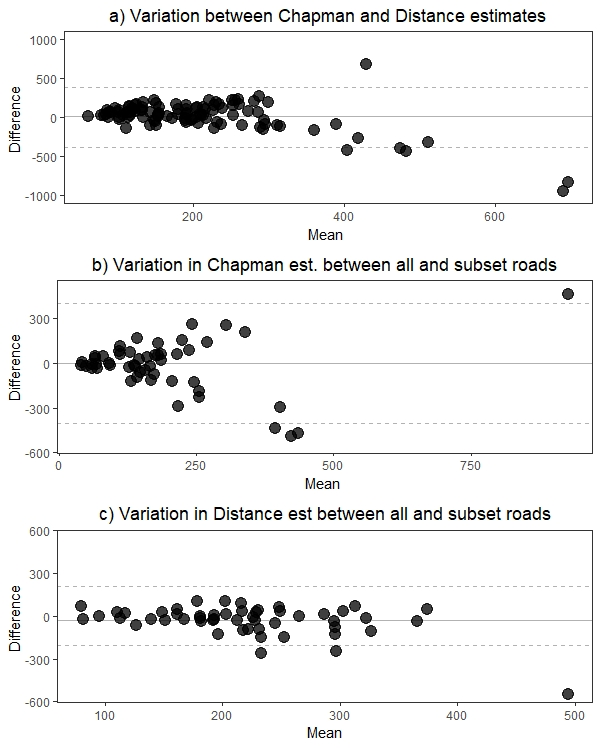 a) Variation between Chapman and Distance estimates
1000
500
0
-500
-1000
Difference
200
400
600
Mean
b) Variation in Chapman est. between all and subset roads
300
0
-300
-600
Difference
0
250
500
750
Mean
c) Variation in Distance est between all and subset roads
600
300
0
-300
-600
Difference
100
200
300
400
500
Mean